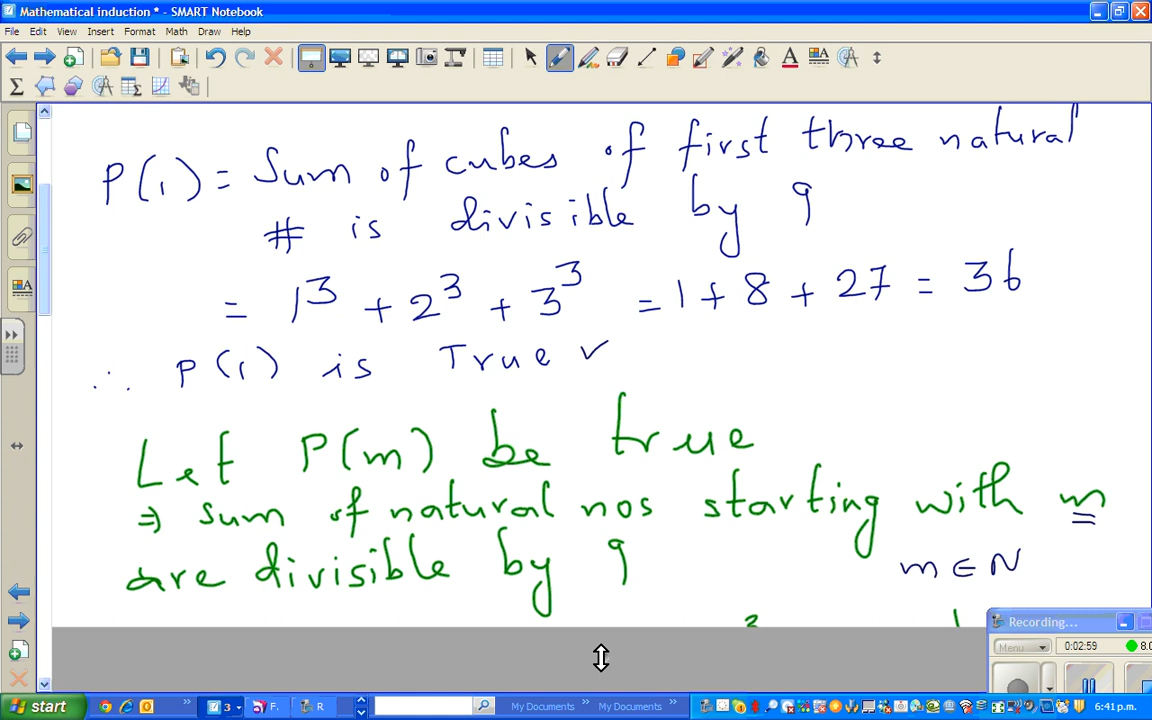 Mathematical induction * - SMART Notebook
File Edit View Insert Format Math Draw Help
P(1) = Sum of cubes of first three natural
# is divisible by 9
= 1³ + 2³ + 3³ = 1 + 8 + 27 = 36
∴ P(1) is True ✓
Let P(m) be true
⇒ sum of natural nos starting with m
are divisible by 9
m ∈ N
Recording...
Menu
0:02:59
8.0
start
3
F.
R
My Documents
My Documents
6:41 p.m.